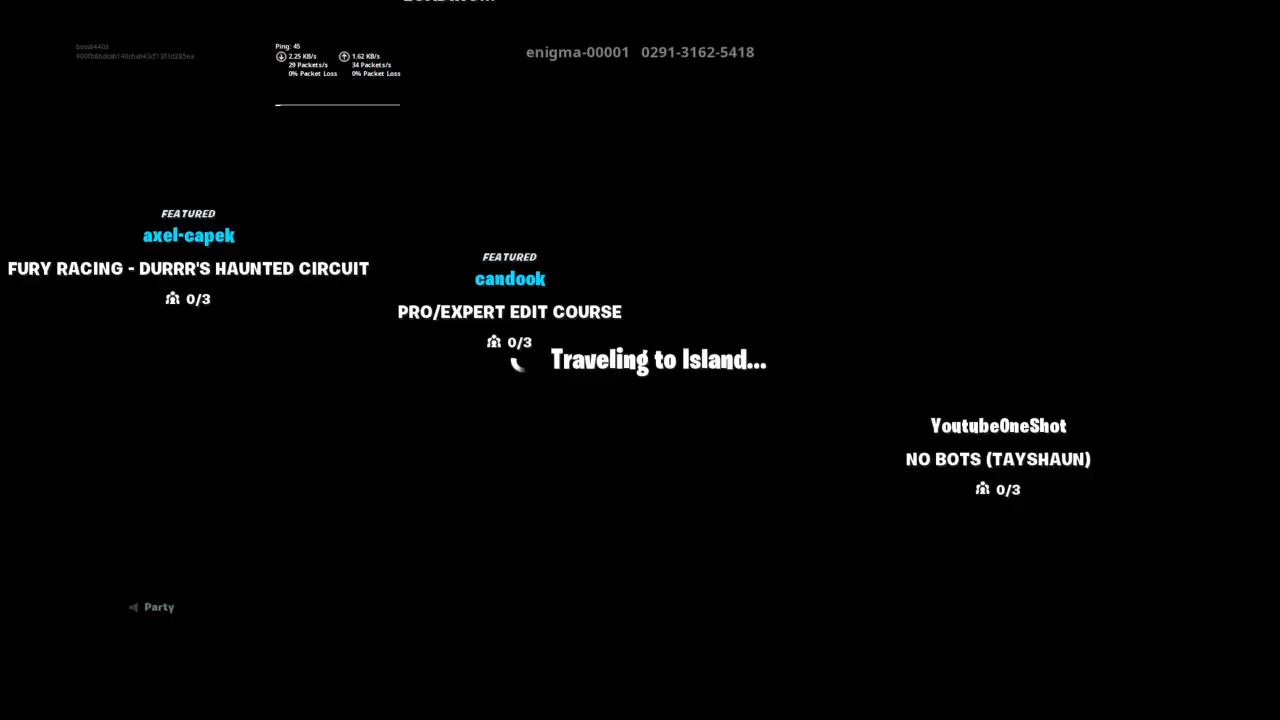 Ping: 45
2.25 KB/s 1.62 KB/s
29 Packets/s 34 Packets/s
0% Packet Loss 0% Packet Loss
enigma-00001 0291-3162-5418
FEATURED
axel-capek
FURY RACING - DURRR'S HAUNTED CIRCUIT
0/3
FEATURED
candook
PRO/EXPERT EDIT COURSE
0/3
Traveling to Island...
YoutubeOneShot
NO BOTS (TAYSHAUN)
0/3
Party